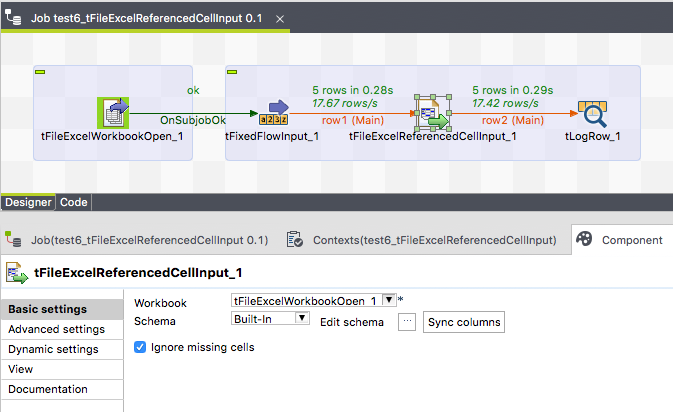 Job test6_tFileExcelReferencedCellInput 0.1
ok
5 rows in 0.28s
5 rows in 0.29s
17.67 rows/s
17.42 rows/s
OnSubjobOk
row1 (Main)
row2 (Main)
a 2 3 z
tFileExcelWorkbookOpen_1
tFixedFlowInput_1
tFileExcelReferencedCellInput_1
tLogRow_1
Designer Code
Job(test6_tFileExcelReferencedCellInput 0.1)
Contexts(test6_tFileExcelReferencedCellInput)
Component
tFileExcelReferencedCellInput_1
Basic settings
Advanced settings
Dynamic settings
View
Documentation
Workbook tFileExcelWorkbookOpen_1 *
Schema Built-In Edit schema ... Sync columns
Ignore missing cells